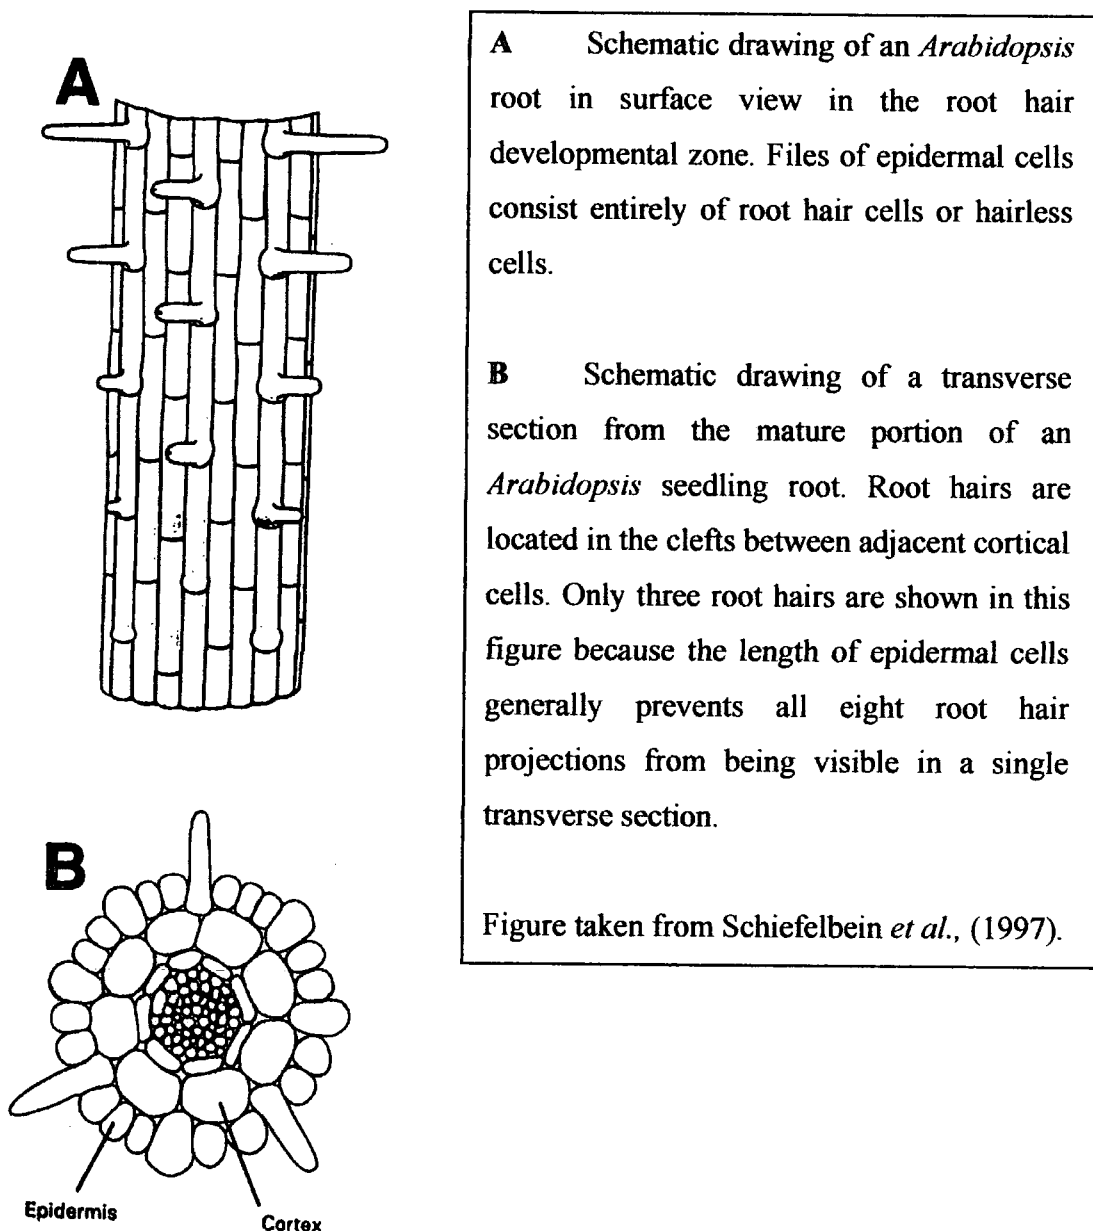 A
A Schematic drawing of an Arabidopsis
root in surface view in the root hair
developmental zone. Files of epidermal cells
consist entirely of root hair cells or hairless
cells.
B Schematic drawing of a transverse
section from the mature portion of an
Arabidopsis seedling root. Root hairs are
located in the clefts between adjacent cortical
cells. Only three root hairs are shown in this
figure because the length of epidermal cells
generally prevents all eight root hair
projections from being visible in a single
transverse section.
Figure taken from Schiefelbein et al., (1997).
B
Epidermis
Cortex